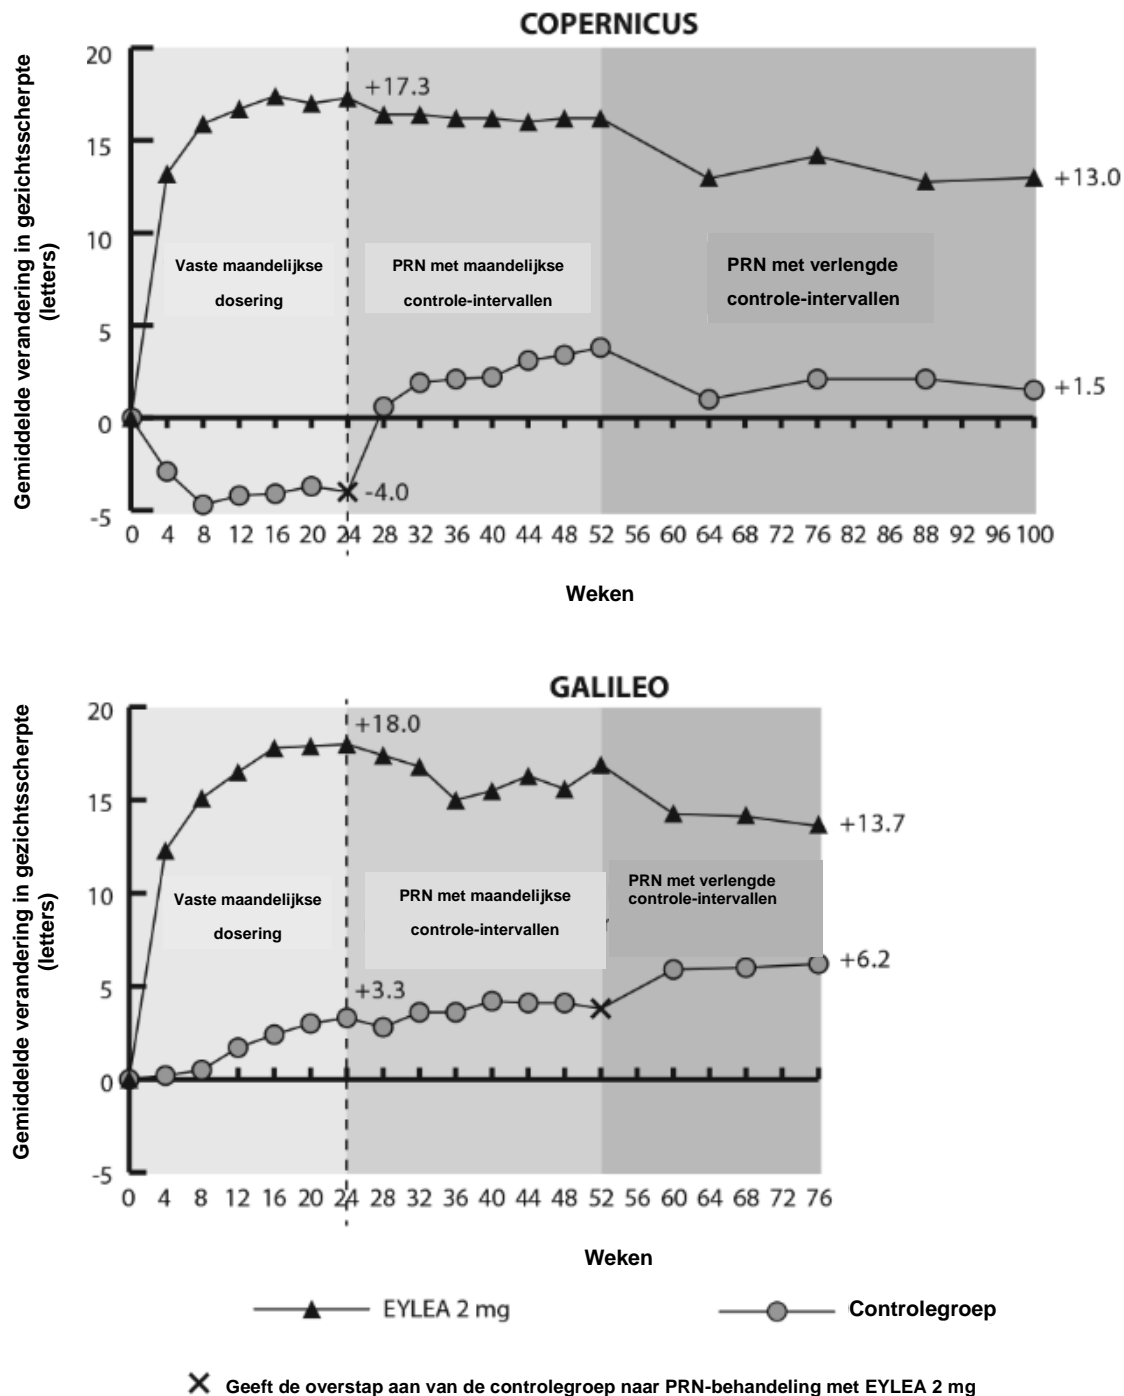 COPERNICUS
Gemiddelde verandering in gezichtsscherpte
(letters)
20
15
10
5
0
-5
+17.3
+13.0
Vaste maandelijkse
dosering
PRN met maandelijkse
controle-intervallen
PRN met verlengde
controle-intervallen
+1.5
-4.0
0 4 8 12 16 20 24 28 32 36 40 44 48 52 56 60 64 68 72 76 82 86 88 92 96 100
Weken
GALILEO
Gemiddelde verandering in gezichtsscherpte
(letters)
20
15
10
5
0
-5
+18.0
+13.7
Vaste maandelijkse
dosering
PRN met maandelijkse
controle-intervallen
PRN met verlengde
controle-intervallen
+6.2
+3.3
0 4 8 12 16 20 24 28 32 36 40 44 48 52 56 60 64 68 72 76
Weken
EYLEA 2 mg
Controlegroep
Geeft de overstap aan van de controlegroep naar PRN-behandeling met EYLEA 2 mg